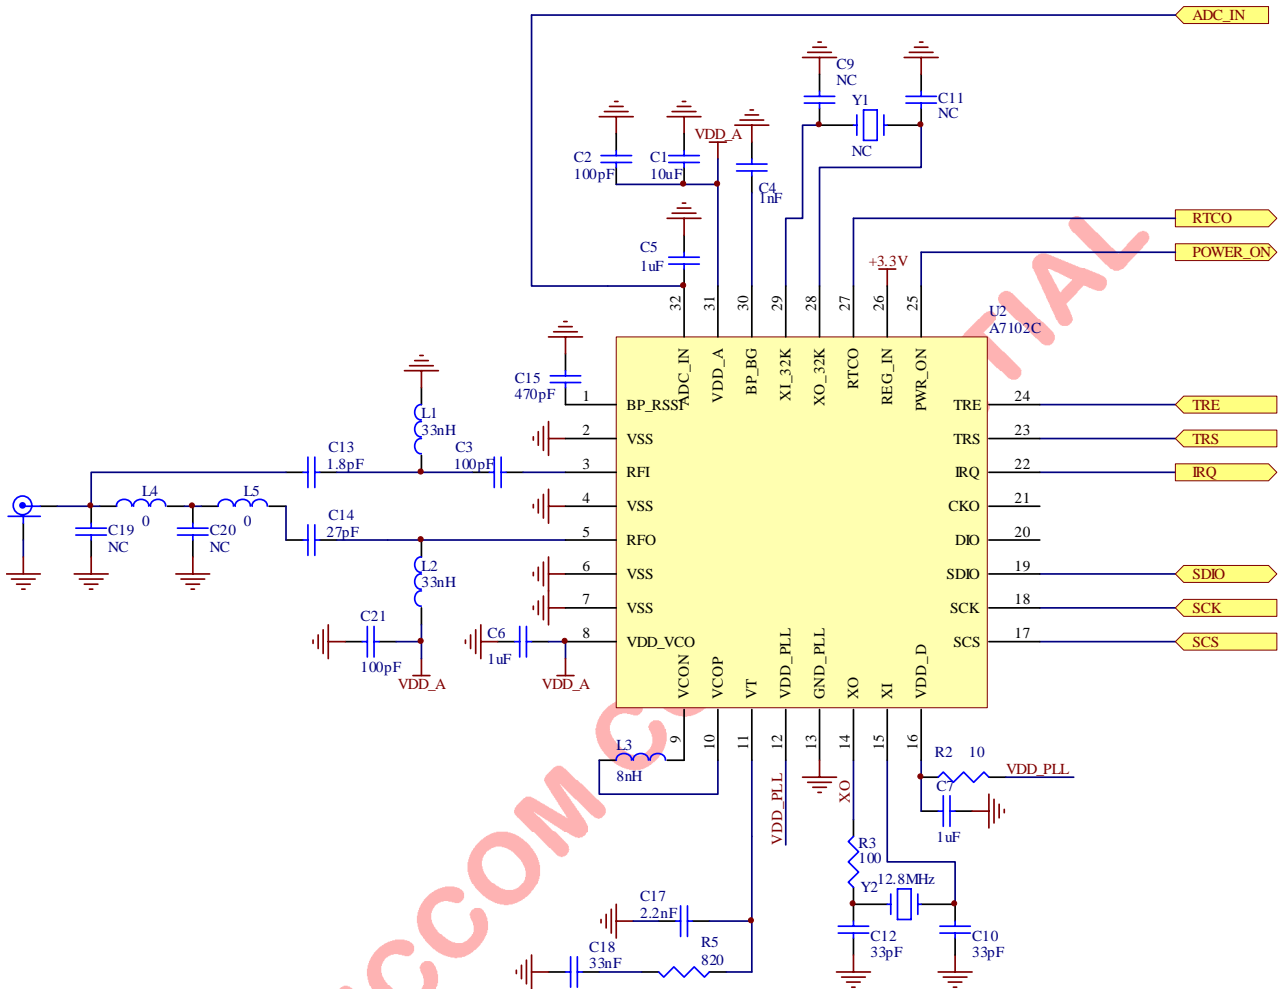 ADC_IN
C9
NC
Y1
NC
C11
NC
VDD_A
C2
100pF
C1
10uF
C4
1nF
RTCO
C5
1uF
POWER_ON
+3.3V
32
31
30
29
28
27
26
25
U2
A7102C
ADC_IN
VDD_A
BP_BG
XI_32K
XO_32K
RTCO
REG_IN
PWR_ON
C15
470pF
1
BP_RSSI
TRE
24
TRE
L1
33nH
2
VSS
TRS
23
TRS
C13
1.8pF
C3
100pF
3
RFI
IRQ
22
IRQ
L4
0
L5
0
4
VSS
CKO
21
C19
NC
C20
NC
C14
27pF
5
RFO
DIO
20
L2
33nH
6
VSS
SDIO
19
SDIO
7
VSS
SCK
18
SCK
C21
100pF
C6
1uF
8
VDD_VCO
SCS
17
SCS
VDD_A
VDD_A
VCON
VCOP
VT
VDD_PLL
GND_PLL
XO
XI
VDD_D
9
10
11
12
13
14
15
16
L3
8nH
R2 10
VDD_PLL
VDD_PLL
XO
C7
1uF
R3
100
Y2
12.8MHz
C17
2.2nF
C12
33pF
C10
33pF
C18
33nF
R5
820
CCOM C
TIAL